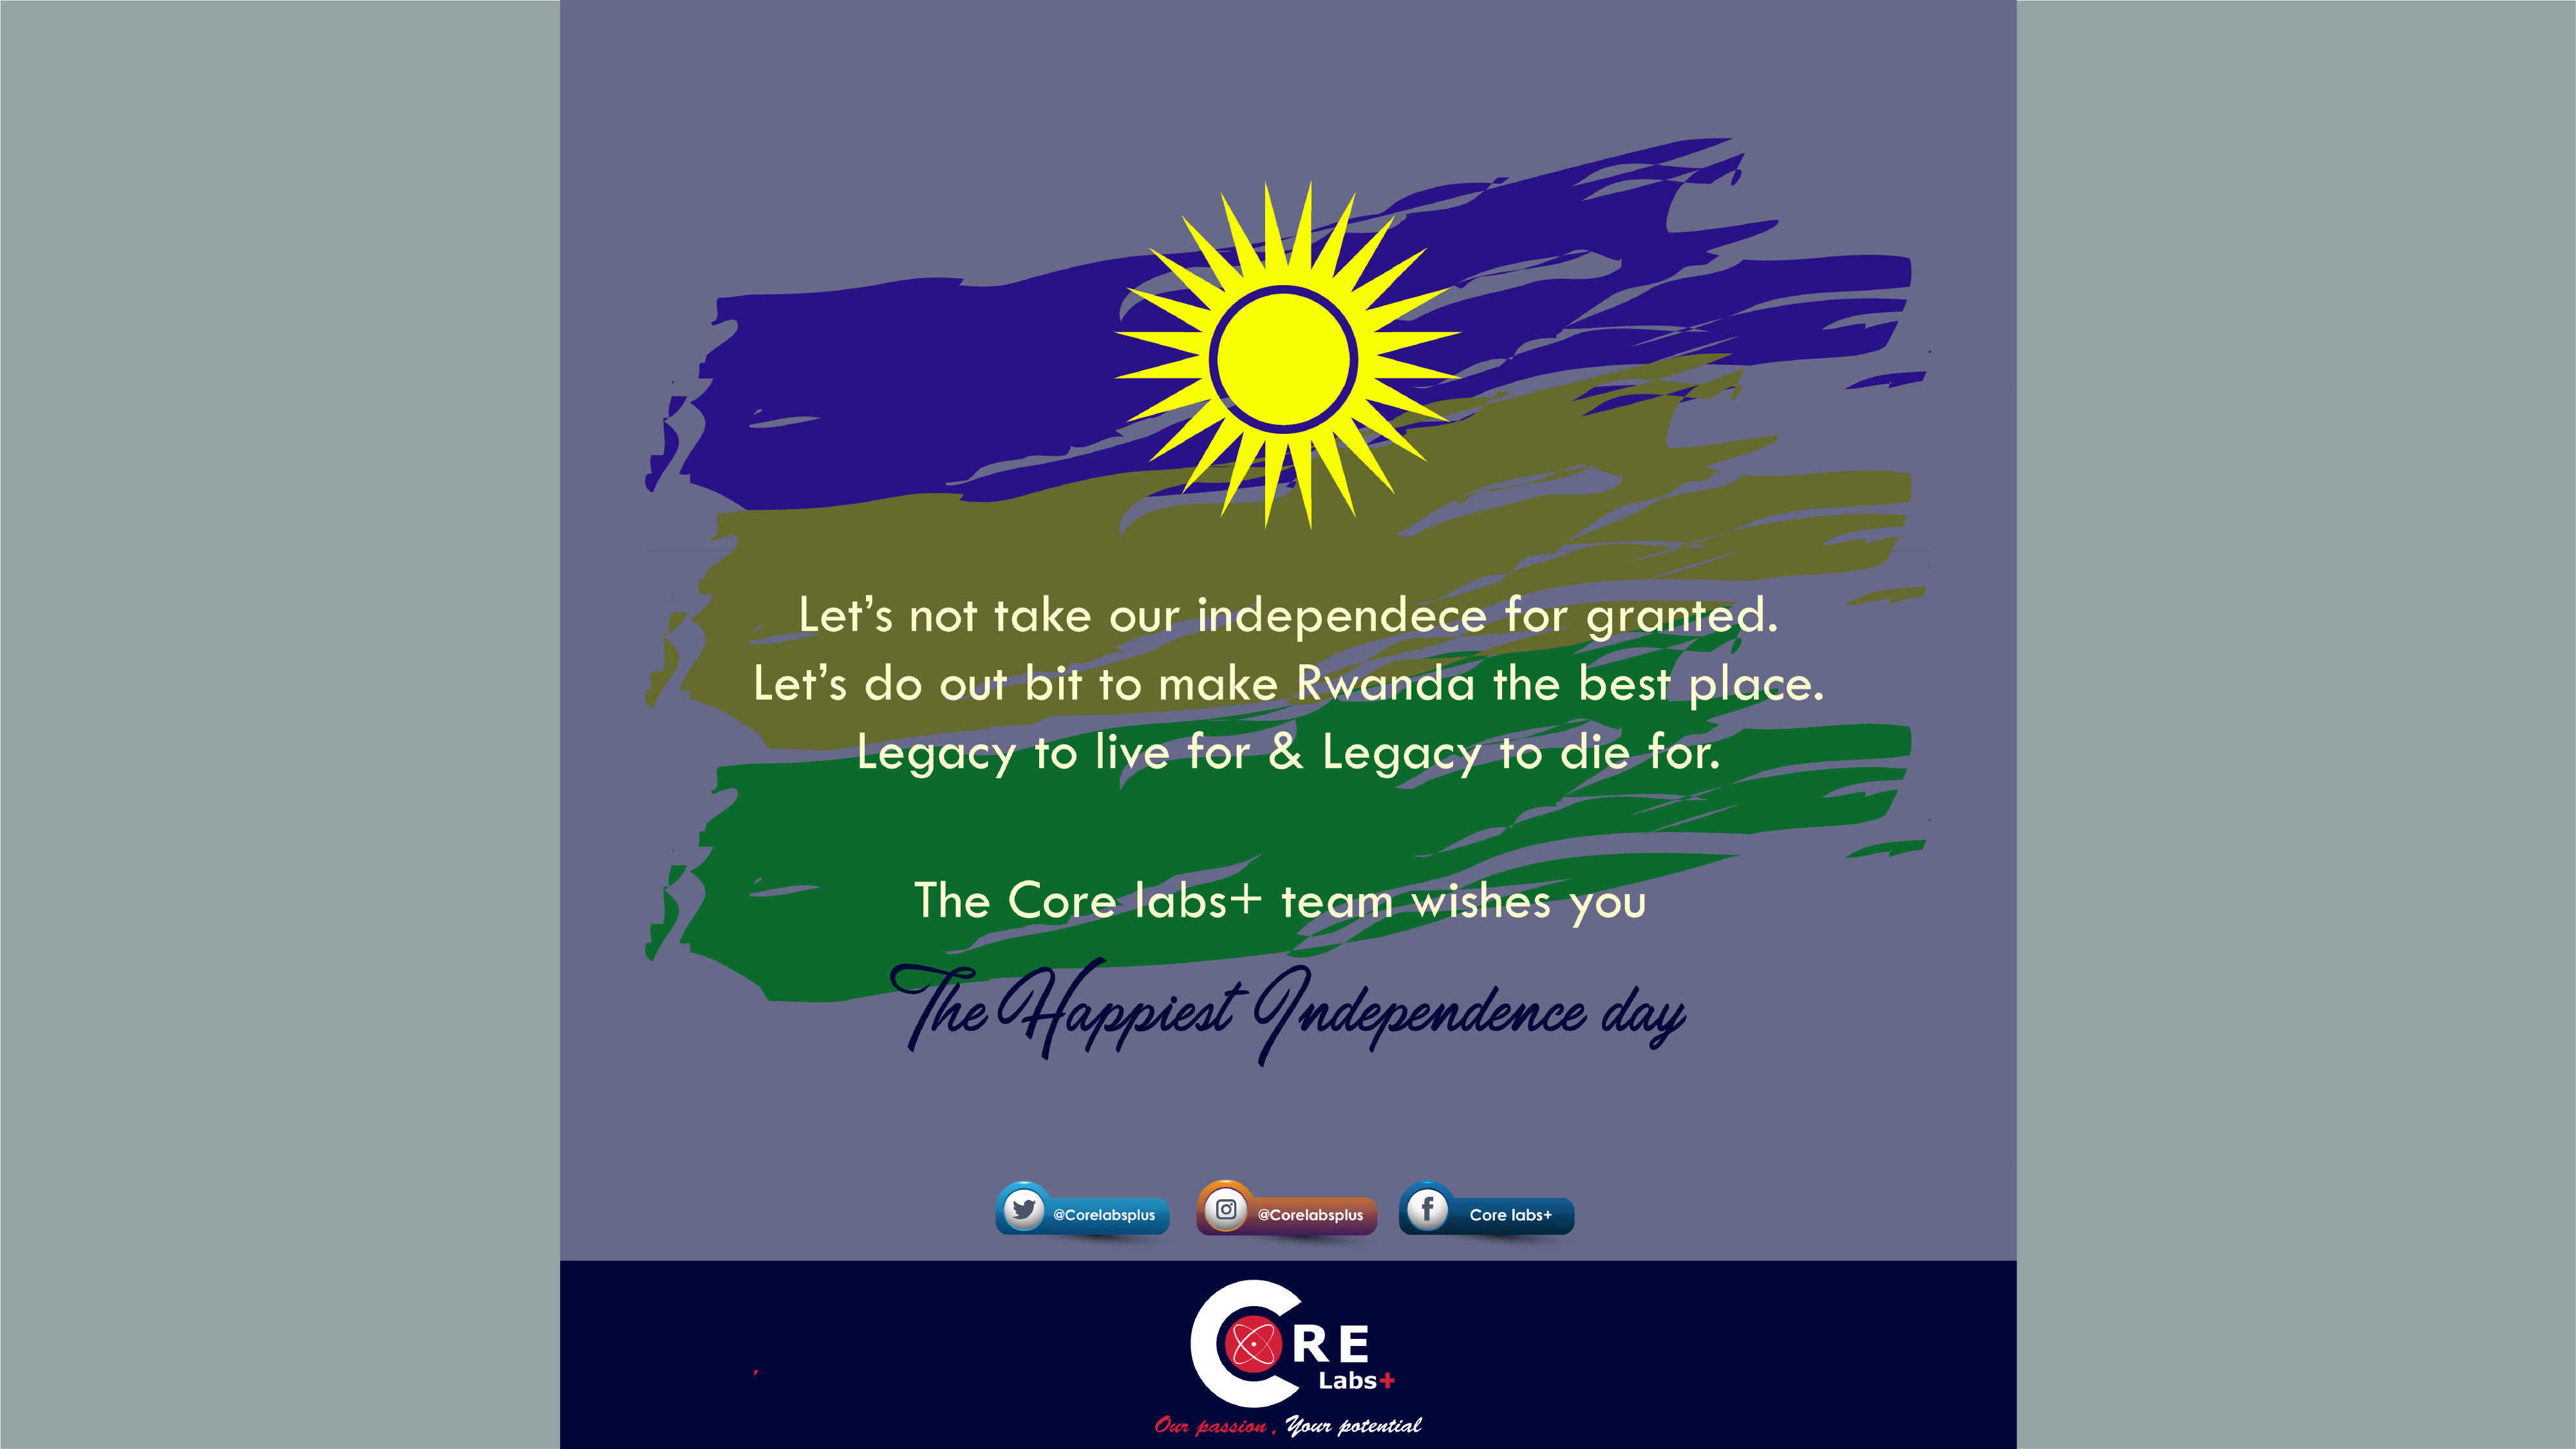 Let’s not take our independece for granted.
Let’s do out bit to make Rwanda the best place.
Legacy to live for & Legacy to die for.
The Core labs+ team wishes you
The Happiest Independence day
@Corelabsplus
@Corelabsplus
Core labs+
CORE
Labs+
Our passion, Your potential